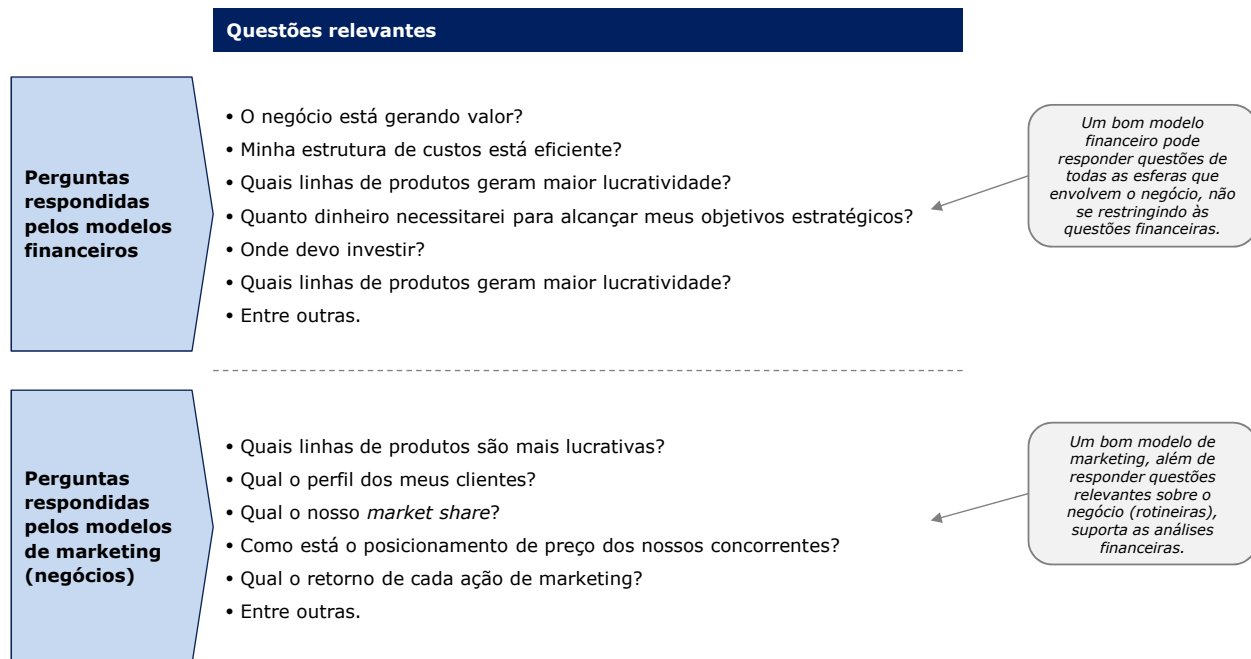 Questões relevantes
Perguntas
respondidas
pelos modelos
financeiros
• O negócio está gerando valor?
• Minha estrutura de custos está eficiente?
• Quais linhas de produtos geram maior lucratividade?
• Quanto dinheiro necessitarei para alcançar meus objetivos estratégicos?
• Onde devo investir?
• Quais linhas de produtos geram maior lucratividade?
• Entre outras.
Um bom modelo
financeiro pode
responder questões de
todas as esferas que
envolvem o negócio, não
se restringindo às
questões financeiras.
Perguntas
respondidas
pelos modelos
de marketing
(negócios)
• Quais linhas de produtos são mais lucrativas?
• Qual o perfil dos meus clientes?
• Qual o nosso market share?
• Como está o posicionamento de preço dos nossos concorrentes?
• Qual o retorno de cada ação de marketing?
• Entre outras.
Um bom modelo de
marketing, além de
responder questões
relevantes sobre o
negócio (rotineiras),
suporta as análises
financeiras.